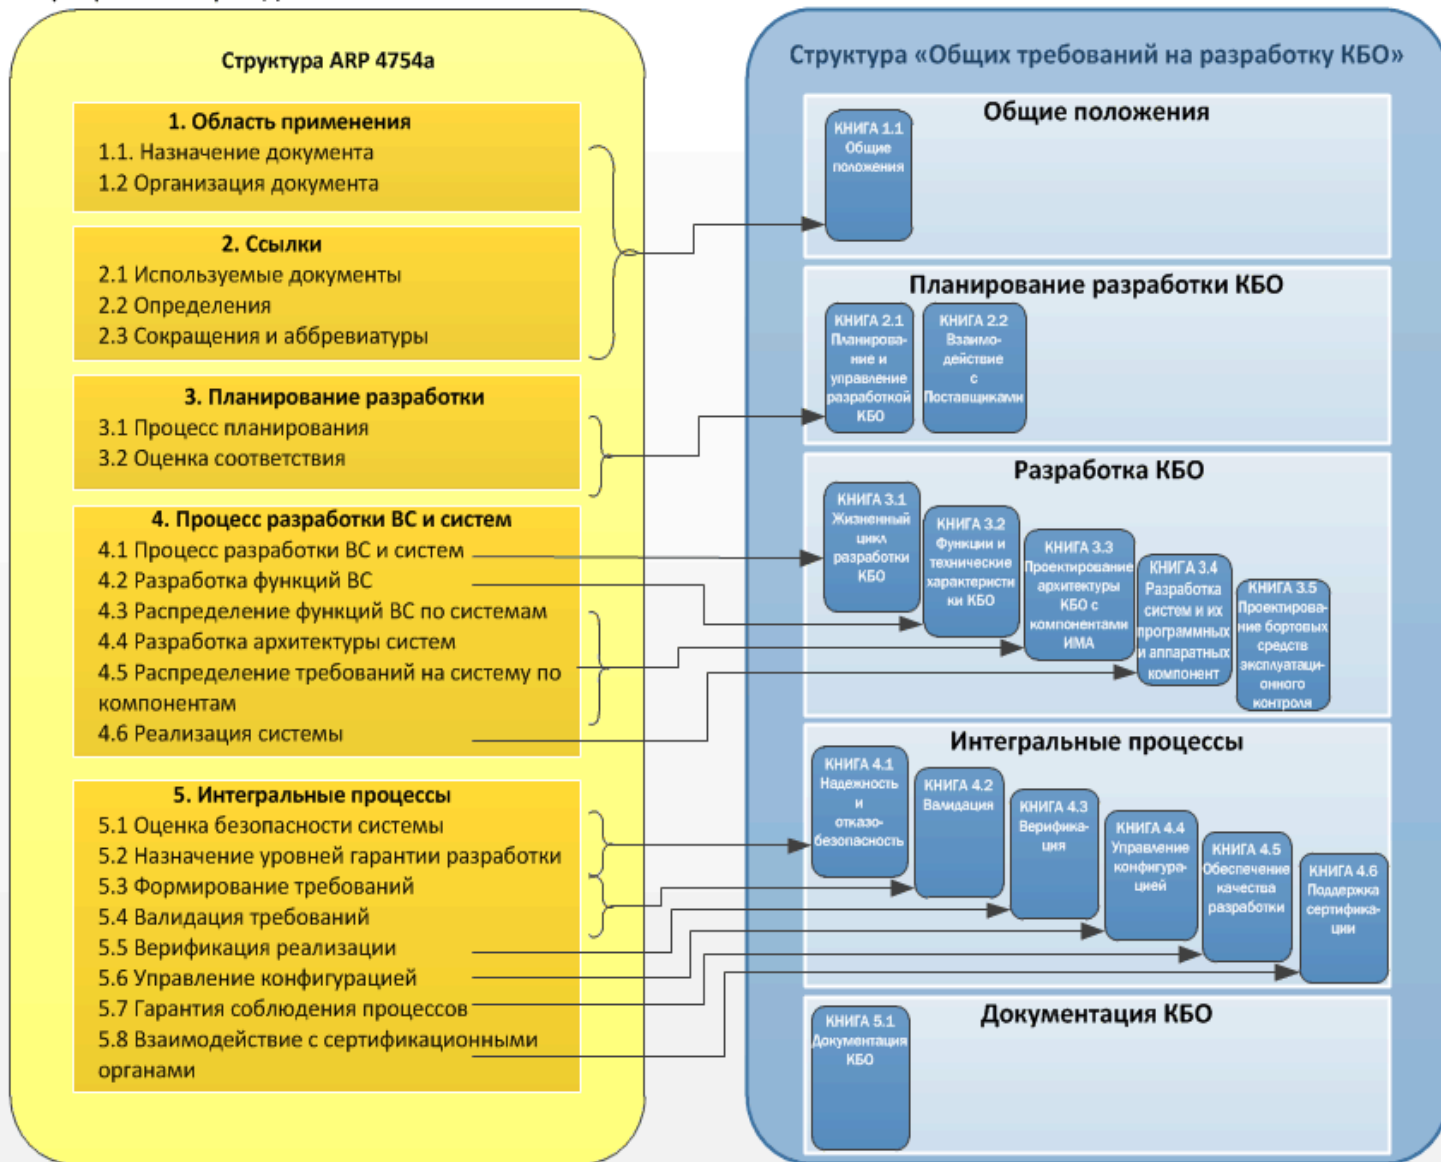 Структура ARP 4754а
1. Область применения
1.1. Назначение документа
1.2 Организация документа
2. Ссылки
2.1 Используемые документы
2.2 Определения
2.3 Сокращения и аббревиатуры
3. Планирование разработки
3.1 Процесс планирования
3.2 Оценка соответствия
4. Процесс разработки ВС и систем
4.1 Процесс разработки ВС и систем
4.2 Разработка функций ВС
4.3 Распределение функций ВС по системам
4.4 Разработка архитектуры систем
4.5 Распределение требований на систему по
компонентам
4.6 Реализация системы
5. Интегральные процессы
5.1 Оценка безопасности системы
5.2 Назначение уровней гарантии разработки
5.3 Формирование требований
5.4 Валидация требований
5.5 Верификация реализации
5.6 Управление конфигурацией
5.7 Гарантия соблюдения процессов
5.8 Взаимодействие с сертификационными
органами
Структура «Общих требований на разработку КБО»
Общие положения
КНИГА 1.1
Общие
положения
Планирование разработки КБО
КНИГА 2.1
Планирова-
ние и
управление
разработкой
КБО
КНИГА 2.2
Взаимо-
действие
с
Поставщиками
Разработка КБО
КНИГА 3.1
Жизненный
цикл
разработки
КБО
КНИГА 3.2
Функции и
технические
характеристи
ки КБО
КНИГА 3.3
Проектирование
архитектуры
КБО с
компонентами
ИМА
КНИГА 3.4
Разработка
систем и их
программных
и аппаратных
компонент
КНИГА 3.5
Проектирова-
ние бортовых
средств
эксплуатаци-
онного
контроля
Интегральные процессы
КНИГА 4.1
Надежность
и
отказо-
безопасность
КНИГА 4.2
Валидация
КНИГА 4.3
Верифика-
ция
КНИГА 4.4
Управление
конфигура-
цией
КНИГА 4.5
Обеспечение
качества
разработки
КНИГА 4.6
Поддержка
сертифика-
ции
Документация КБО
КНИГА 5.1
Документация
КБО